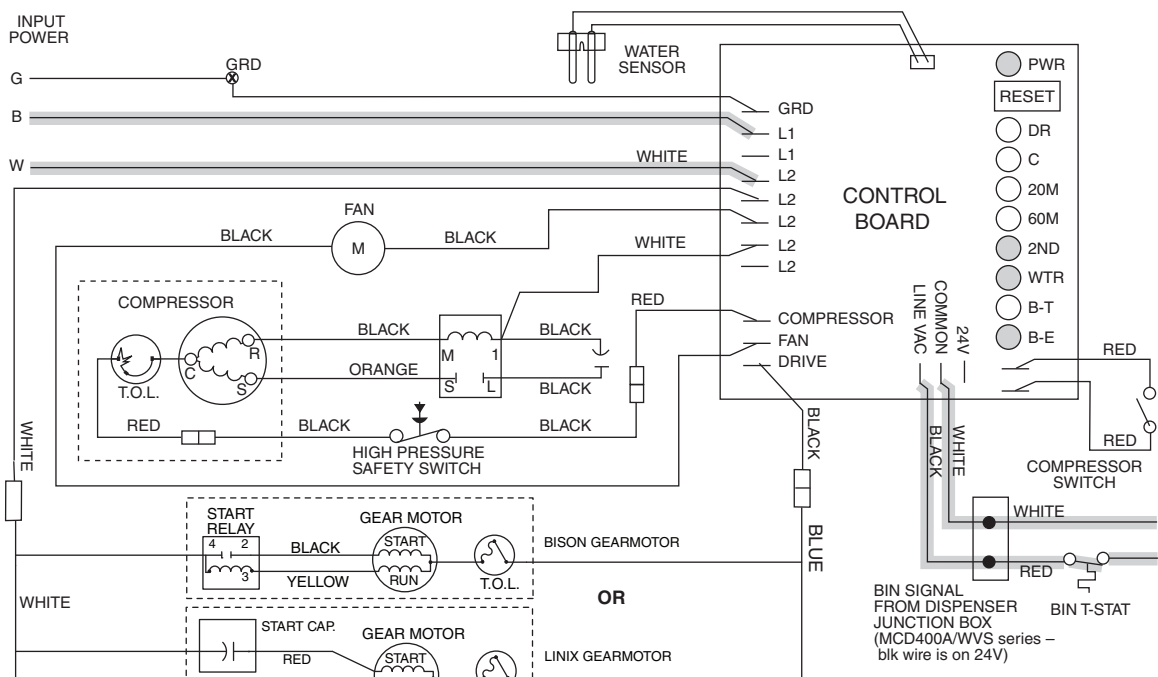 INPUT
POWER
G
GRD
B
W
WHITE
WATER
SENSOR
GRD
L1
L1
L2
L2
L2
L2
L2
CONTROL
BOARD
PWR
RESET
DR
C
20M
60M
2ND
WTR
B-T
B-E
FAN
M
BLACK
BLACK
WHITE
COMPRESSOR
T.O.L.
C
R
S
BLACK
ORANGE
M
1
S
L
BLACK
BLACK
RED
RED
BLACK
BLACK
HIGH PRESSURE
SAFETY SWITCH
COMPRESSOR
FAN
DRIVE
LINE VAC
COMMON
24V
RED
RED
COMPRESSOR
SWITCH
WHITE
BLACK
BLUE
BLACK
WHITE
WHITE
RED
BIN T-STAT
BIN SIGNAL
FROM DISPENSER
JUNCTION BOX
(MCD400A/WVS series –
blk wire is on 24V)
START
RELAY
4
2
3
BLACK
YELLOW
GEAR MOTOR
START
RUN
T.O.L.
BISON GEARMOTOR
OR
WHITE
START CAP.
RED
GEAR MOTOR
START
LINIX GEARMOTOR